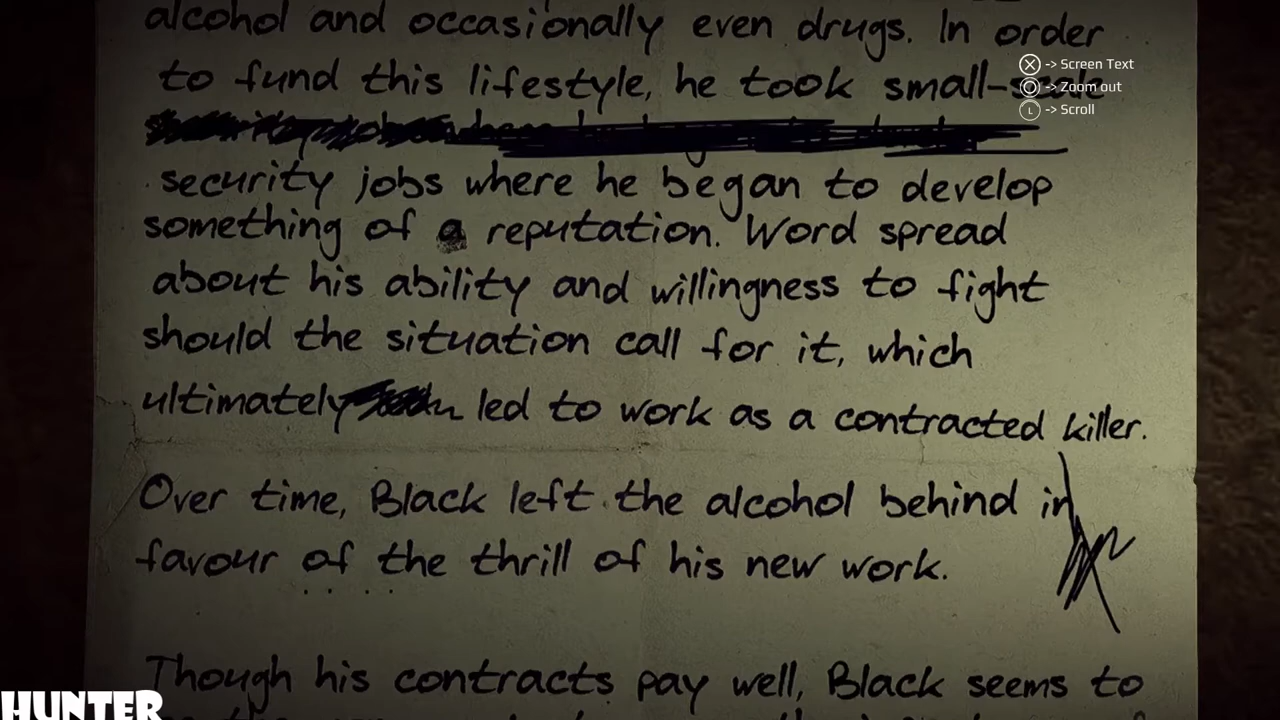 alcohol and occasionally even drugs. In order
to fund this lifestyle, he took small-scale
security jobs where he began to develop
something of a reputation. Word spread
about his ability and willingness to fight
should the situation call for it, which
ultimately led to work as a contracted killer.
Over time, Black left the alcohol behind in
favour of the thrill of his new work.
Though his contracts pay well, Black seems to
-> Screen Text
-> Zoom out
L -> Scroll
HUNTER